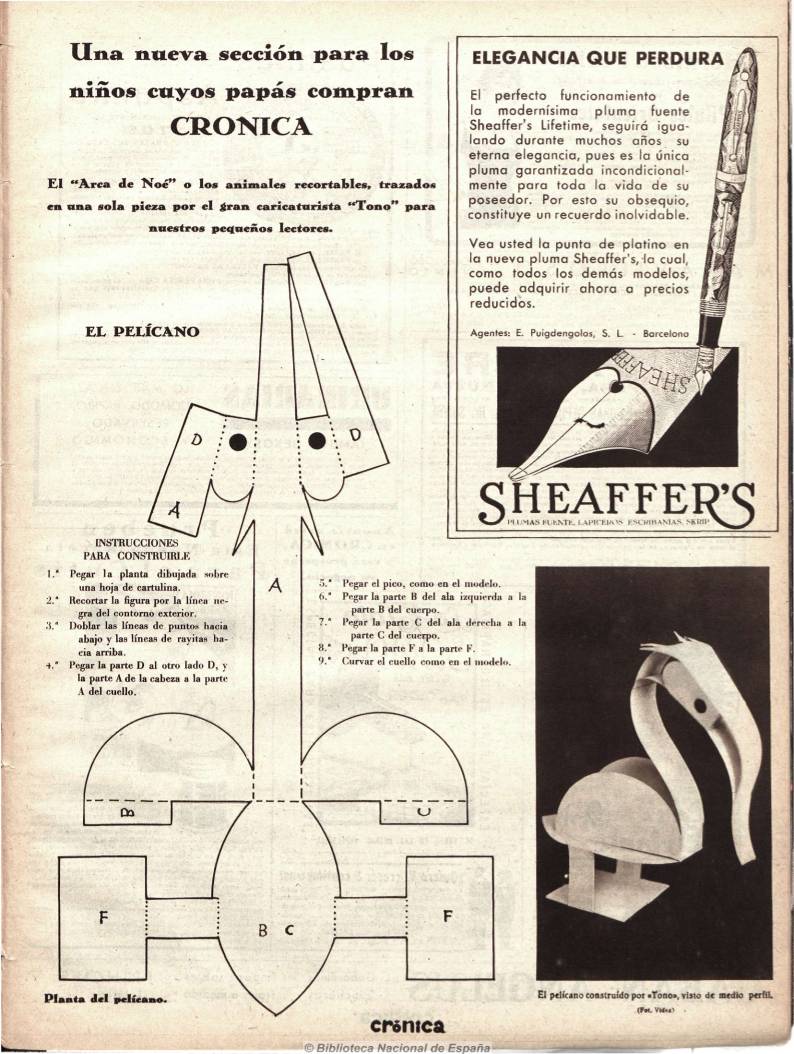 Una nueva sección para los
niños cuyos papás compran
CRONICA
El “Arca de Noé” o los animales recortables, trazados
en una sola pieza por el gran caricaturista “Tono” para
nuestros pequeños lectores.
EL PELÍCANO
D
D
A
INSTRUCCIONES
PARA CONSTRUIRLE
1.ª Pegar la planta dibujada sobre
una hoja de cartulina.
2.ª Recortar la figura por la línea ne-
gra del contorno exterior.
3.ª Doblar las líneas de puntos hacia
abajo y las líneas de rayitas ha-
cia arriba.
4.ª Pegar la parte D al otro lado D, y
la parte A de la cabeza a la parte
A del cuello.
A
5.ª Pegar el pico, como en el modelo.
6.ª Pegar la parte B del ala izquierda a la
parte B del cuerpo.
7.ª Pegar la parte C del ala derecha a la
parte C del cuerpo.
8.ª Pegar la parte F a la parte F.
9.ª Curvar el cuello como en el modelo.
B
C
F
B C
F
Planta del pelícano.
ELEGANCIA QUE PERDURA
El perfecto funcionamiento de
la modernísima pluma fuente
Sheaffer's Lifetime, seguirá igua-
lando durante muchos años su
eterna elegancia, pues es la única
pluma garantizada incondicional-
mente para toda la vida de su
poseedor. Por esto su obsequio,
constituye un recuerdo inolvidable.
Vea usted la punta de platino en
la nueva pluma Sheaffer's, la cual,
como todos los demás modelos,
puede adquirir ahora a precios
reducidos.
Agentes: E. Puigdengolas, S. L. - Barcelona
SHEAFFER'S
SHEAFFER'S
PLUMAS FUENTE, LAPICEROS ESCRIBANIAS, SKRIP
El pelícano construído por «Tono», visto de medio perfil.
(Fot. Videa)
crónica
© Biblioteca Nacional de España